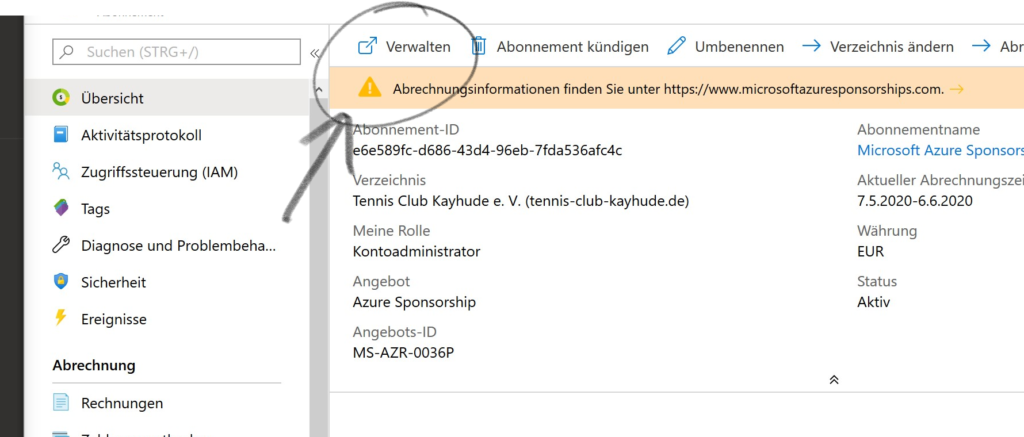 Suchen (STRG+/)
Übersicht
Aktivitätsprotokoll
Zugriffssteuerung (IAM)
Tags
Diagnose und Problembeha...
Sicherheit
Ereignisse
Abrechnung
Rechnungen
Verwalten Abonnement kündigen Umbenennen Verzeichnis ändern Abr
Abrechnungsinformationen finden Sie unter https://www.microsoftazuresponsorships.com.
Abonnement-ID
e6e589fc-d686-43d4-96eb-7fda536afc4c
Verzeichnis
Tennis Club Kayhude e. V. (tennis-club-kayhude.de)
Meine Rolle
Kontoadministrator
Angebot
Azure Sponsorship
Angebots-ID
MS-AZR-0036P
Abonnementname
Microsoft Azure Sponsors
Aktueller Abrechnungszei
7.5.2020-6.6.2020
Währung
EUR
Status
Aktiv